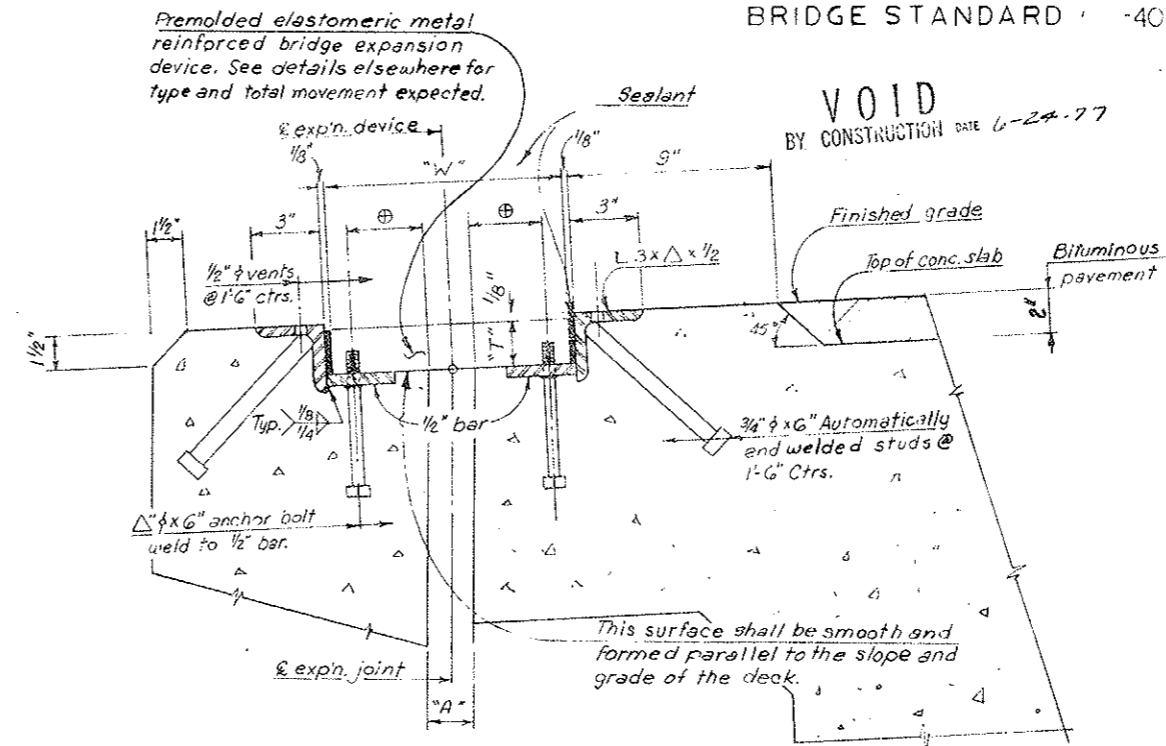 BRIDGE STANDARD -40
Premolded elastomeric metal
reinforced bridge expansion
device. See details elsewhere for
type and total movement expected.
Sealant
VOID
BY CONSTRUCTION DATE 6-24-77
℄ exp'n. device
1/8"
"W"
1/8"
9"
1½"
3"
⊕
⊕
3"
Finished grade
½" ϕ vents
@ 1'-6" ctrs.
L 3 x △ x ½
Top of conc. slab
Bituminous
pavement
1/8"
"T"
1½"
45°
2"
Typ.
1/8
1/4
½" bar
¾" ϕ x 6" Automatically
end welded studs @
1'-6" Ctrs.
△" ϕ x 6" anchor bolt
weld to ½" bar.
This surface shall be smooth and
formed parallel to the slope and
grade of the deck.
℄ exp'n. joint
"A"